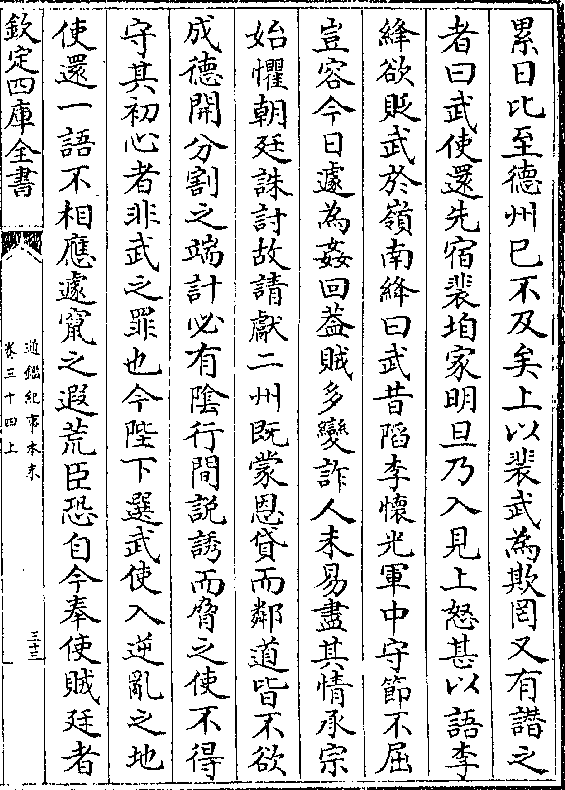 累日比至德州已不及矣上以裴武為欺罔又有譖之
者曰武使還先宿裴垍家明旦乃入見上怒甚以語李
絳欲貶武於嶺南絳曰武昔陷李懷光軍中守節不屈
豈容今日遽為姦回葢賊多變詐人未易盡其情承宗
始懼朝廷誅討故請獻二州既蒙恩貸而鄰道皆不欲
成德開分割之端計必有隂行間説誘而脅之使不得
守其初心者非武之罪也今陛下選武使入逆亂之地
使還一語不相應遽竄之遐荒臣恐自今奉使賊廷者
欽定四庫全書
通鑑紀事本末
卷三十四上
三十三